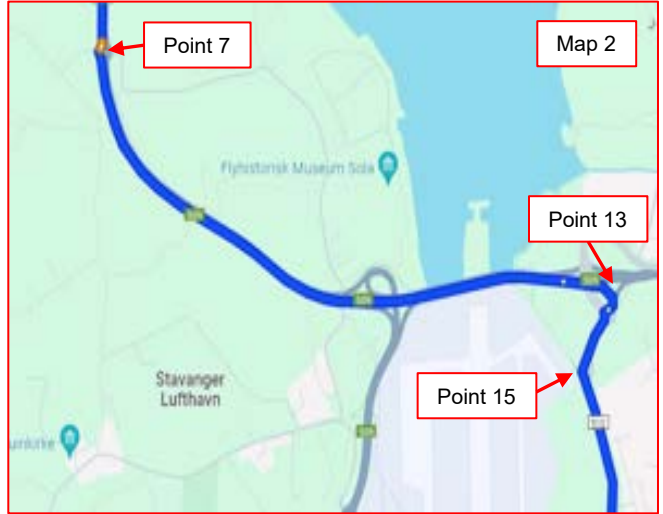 Point 7
Map 2
Flyhistorisk Museum Sola
Point 13
Stavanger
Lufthavn
Point 15